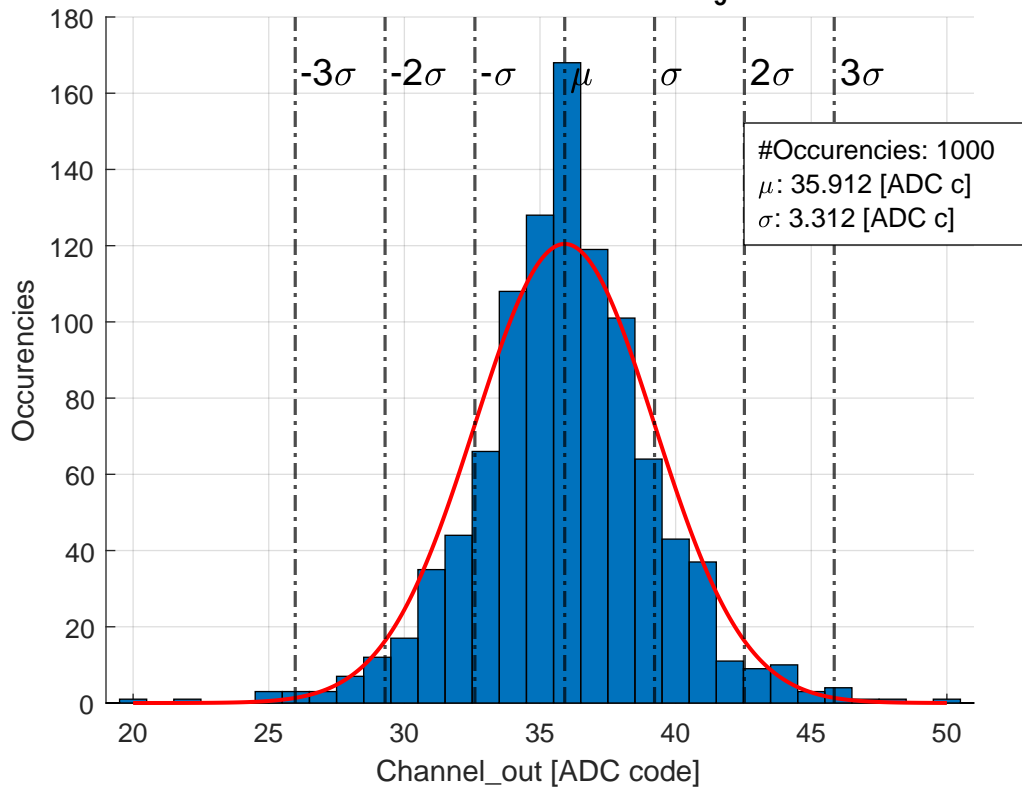 180
160
140
120
100
80
60
40
20
0
Occurencies
-3σ -2σ -σ μ σ 2σ 3σ
#Occurencies: 1000
μ: 35.912 [ADC c]
σ: 3.312 [ADC c]
20 25 30 35 40 45 50
Channel_out [ADC code]